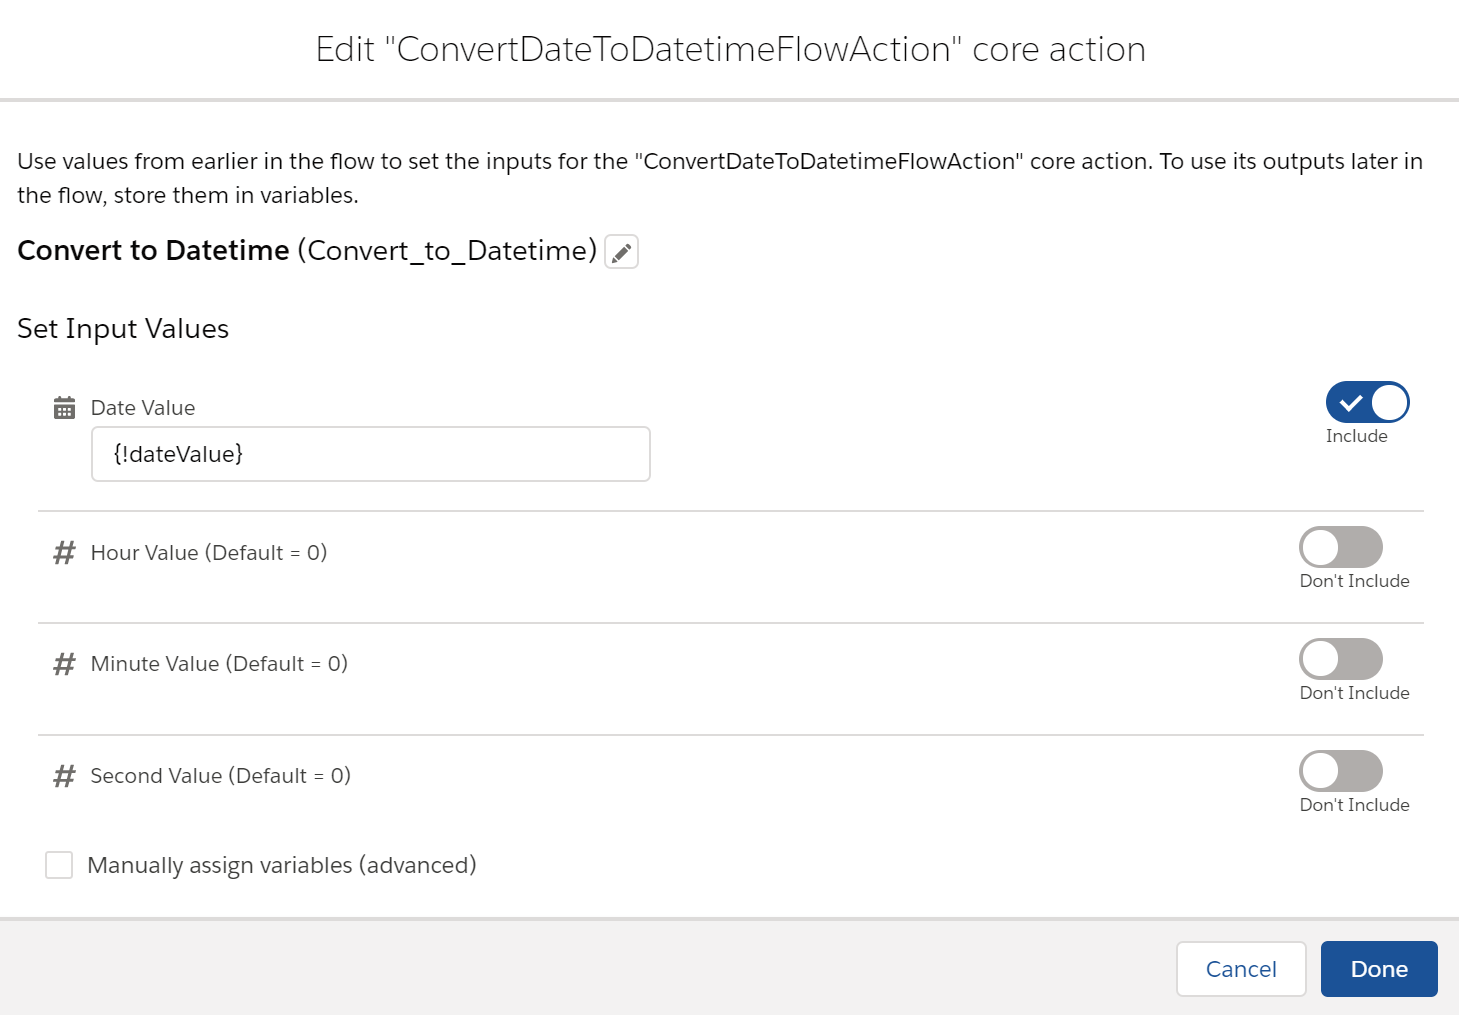 Edit "ConvertDateToDatetimeFlowAction" core action
Use values from earlier in the flow to set the inputs for the "ConvertDateToDatetimeFlowAction" core action. To use its outputs later in
the flow, store them in variables.
Convert to Datetime (Convert_to_Datetime)
Set Input Values
Date Value
Include
{!dateValue}
# Hour Value (Default = 0)
Don't Include
# Minute Value (Default = 0)
Don't Include
# Second Value (Default = 0)
Don't Include
Manually assign variables (advanced)
Cancel
Done